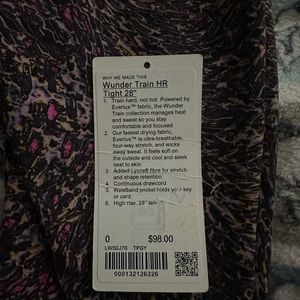 WHY WE MADE THIS
Wunder Train HR
Tight 28"
1. Train hard, not hot. Powered by
Everlux™ fabric, the Wunder
Train collection manages heat
and sweat so you stay
comfortable and focused
2. Our fastest drying fabric,
Everlux™ is ultra-breathable,
four-way stretch, and wicks
away sweat. It feels soft on
the outside and cool and sleek
next to skin
3. Added Lycra® fibre for stretch
and shape retention
4. Continuous drawcord
5. Waistband pocket holds your key
or card
6. High rise, 28" length
0 $98.00
LW5DJ7S TPGY
000132126326